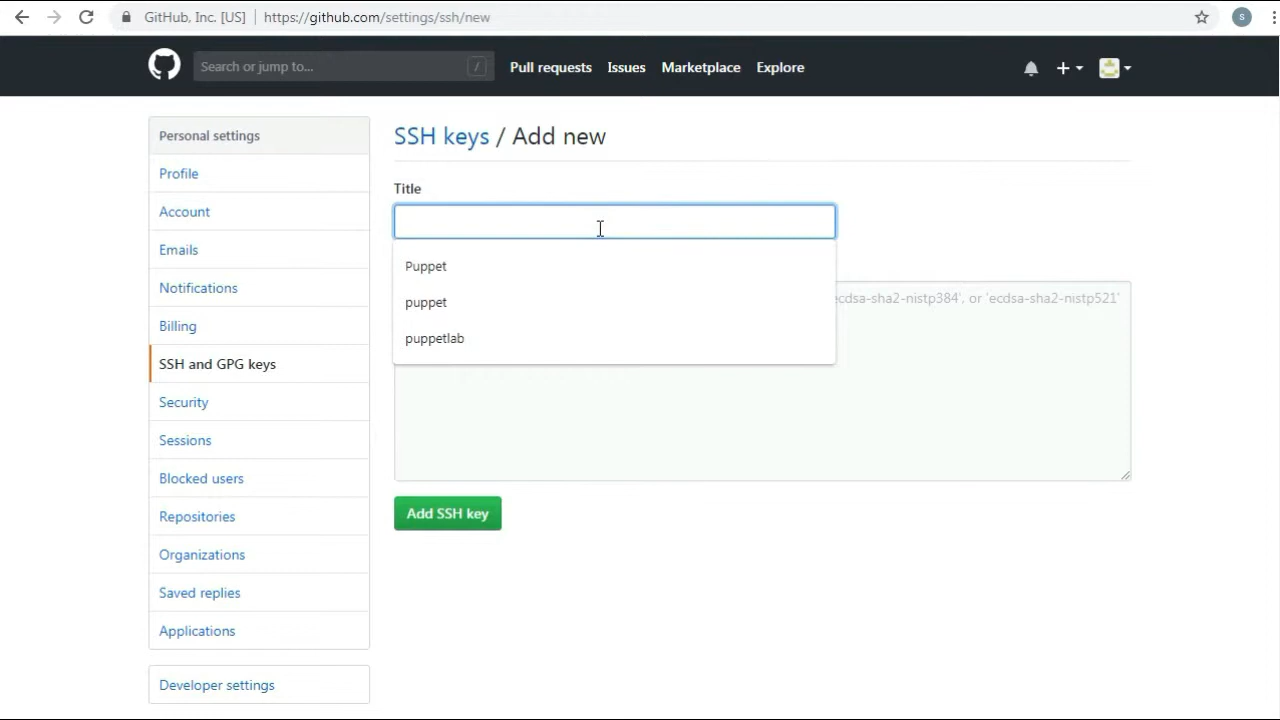 GitHub, Inc. [US] | https://github.com/settings/ssh/new
S
Search or jump to... /
Pull requests Issues Marketplace Explore
Personal settings
Profile
Account
Emails
Notifications
Billing
SSH and GPG keys
Security
Sessions
Blocked users
Repositories
Organizations
Saved replies
Applications
Developer settings
SSH keys / Add new
Title
Puppet
puppet
puppetlab
ecdsa-sha2-nistp384', or 'ecdsa-sha2-nistp521'
Add SSH key